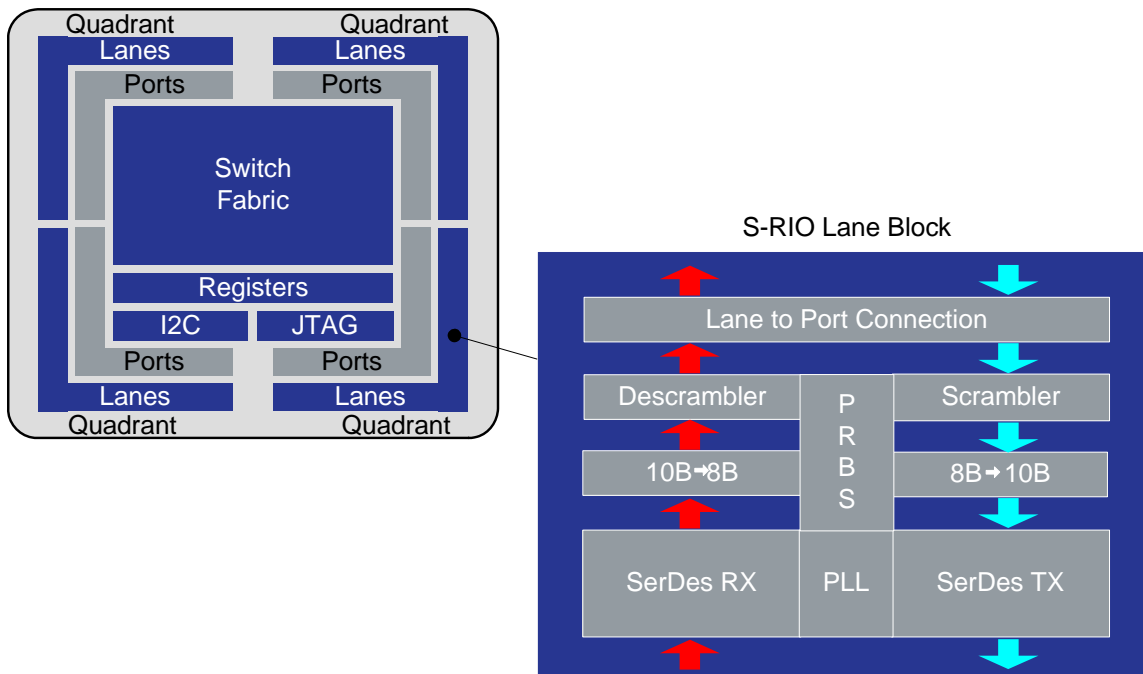 Quadrant
Quadrant
Lanes
Lanes
Ports
Ports
Switch
Fabric
Registers
I2C
JTAG
Ports
Ports
Lanes
Lanes
Quadrant
Quadrant
S-RIO Lane Block
Lane to Port Connection
Descrambler
P
R
B
S
Scrambler
10B→8B
8B→10B
SerDes RX
PLL
SerDes TX